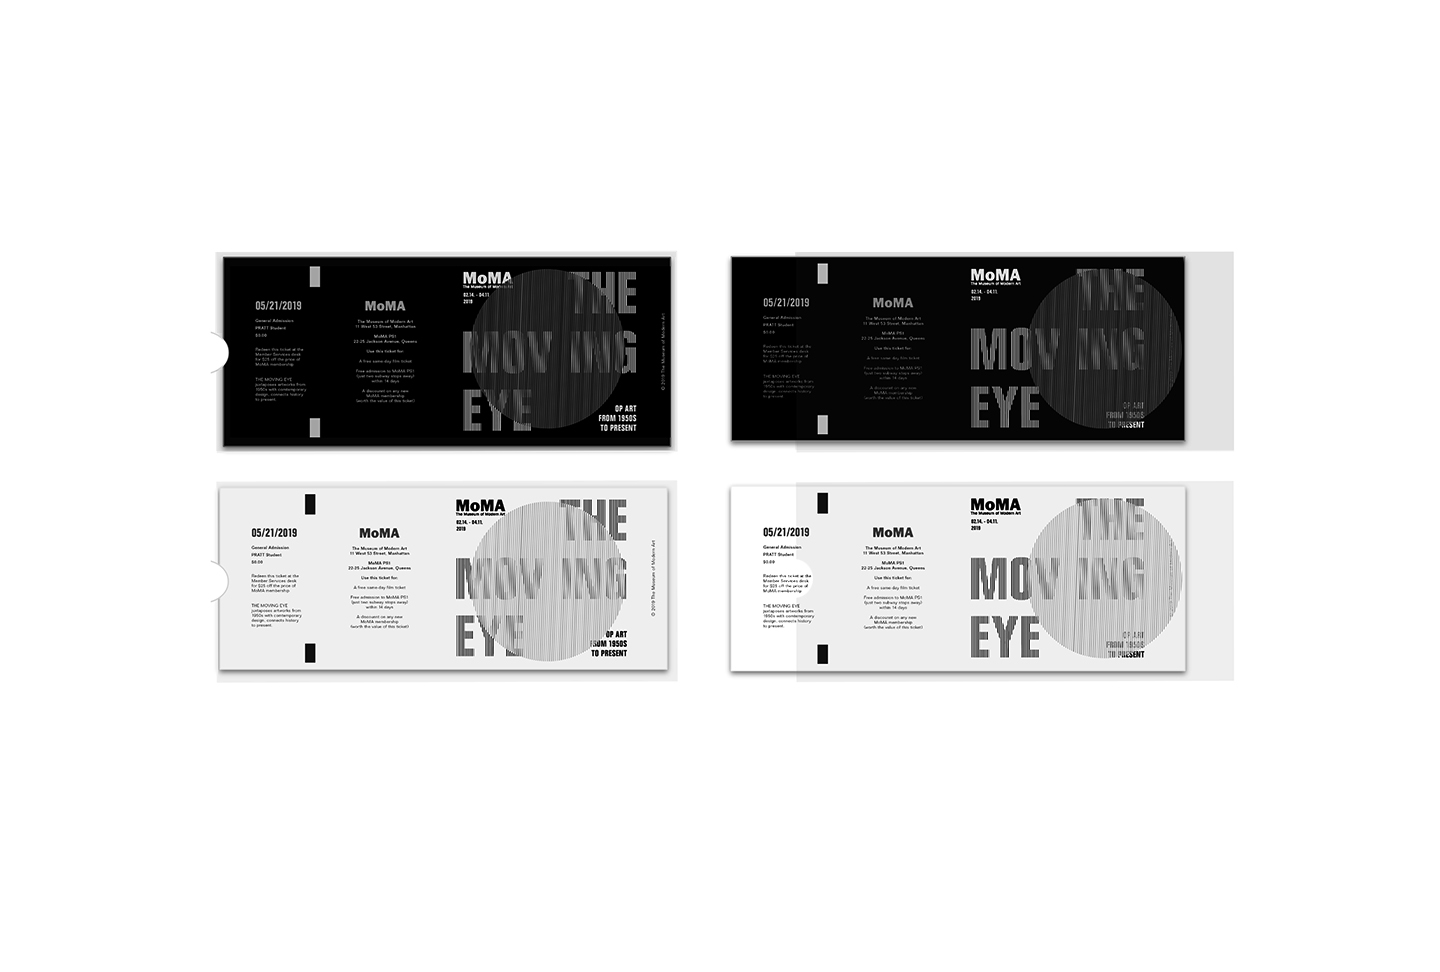 05/21/2019
General Admission
PRATT Student
$0.00
Redeem this ticket at the
Member Services desk
for $25 off the price of
MoMA membership.
THE MOVING EYE
juxtaposes artworks from
1950s with contemporary
design, connects history
to present.
MoMA
The Museum of Modern Art
11 West 53 Street, Manhattan
MoMA PS1
22-25 Jackson Avenue, Queens
Use this ticket for:
A free same day film ticket
Free admission to MoMA PS1
(just two subway stops away)
within 14 days
A discount on any new
MoMA membership
(worth the value of this ticket!)
MoMA
The Museum of Modern Art
02.14. - 04.11.
2019
THE
MOVING
EYE
OP ART
FROM 1950S
TO PRESENT
© 2019 The Museum of Modern Art
05/21/2019
General Admission
PRATT Student
$0.00
Redeem this ticket at the
Member Services desk
for $25 off the price of
MoMA membership.
THE MOVING EYE
juxtaposes artworks from
1950s with contemporary
design, connects history
to present.
MoMA
The Museum of Modern Art
11 West 53 Street, Manhattan
MoMA PS1
22-25 Jackson Avenue, Queens
Use this ticket for:
A free same day film ticket
Free admission to MoMA PS1
(just two subway stops away)
within 14 days
A discount on any new
MoMA membership
(worth the value of this ticket!)
MoMA
The Museum of Modern Art
02.14. - 04.11.
2019
THE
MOVING
EYE
OP ART
FROM 1950S
TO PRESENT
05/21/2019
General Admission
PRATT Student
$0.00
Redeem this ticket at the
Member Services desk
for $25 off the price of
MoMA membership.
THE MOVING EYE
juxtaposes artworks from
1950s with contemporary
design, connects history
to present.
MoMA
The Museum of Modern Art
11 West 53 Street, Manhattan
MoMA PS1
22-25 Jackson Avenue, Queens
Use this ticket for:
A free same day film ticket
Free admission to MoMA PS1
(just two subway stops away)
within 14 days
A discount on any new
MoMA membership
(worth the value of this ticket!)
MoMA
The Museum of Modern Art
02.14. - 04.11.
2019
THE
MOVING
EYE
OP ART
FROM 1950S
TO PRESENT
© 2019 The Museum of Modern Art
05/21/2019
General Admission
PRATT Student
$0.00
Redeem this ticket at the
Member Services desk
for $25 off the price of
MoMA membership.
THE MOVING EYE
juxtaposes artworks from
1950s with contemporary
design, connects history
to present.
MoMA
The Museum of Modern Art
11 West 53 Street, Manhattan
MoMA PS1
22-25 Jackson Avenue, Queens
Use this ticket for:
A free same day film ticket
Free admission to MoMA PS1
(just two subway stops away)
within 14 days
A discount on any new
MoMA membership
(worth the value of this ticket!)
MoMA
The Museum of Modern Art
02.14. - 04.11.
2019
THE
MOVING
EYE
OP ART
FROM 1950S
TO PRESENT